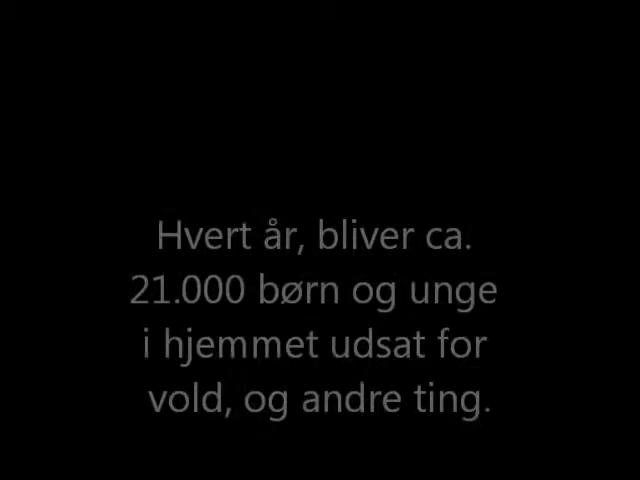 Hvert år, bliver ca.
21.000 børn og unge
i hjemmet udsat for
vold, og andre ting.